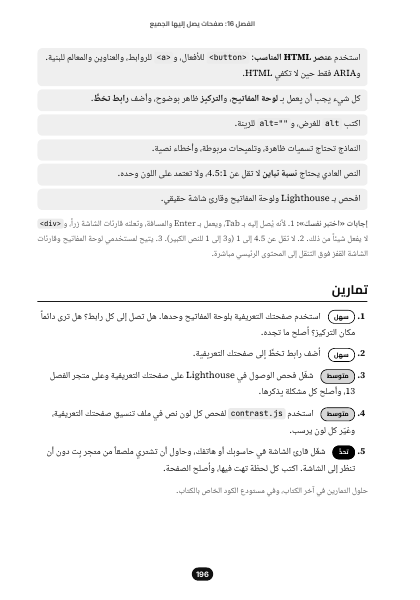 الفصل 16: صفحات يصل إليها الجميع
استخدم عنصر HTML المناسب: <button> للأفعال، و <a> للروابط، والعناوين والمعالم للبنية.
وARIA فقط حين لا تكفي HTML.
كل شيء يجب أن يعمل بـ لوحة المفاتيح، والتركيز ظاهر بوضوح، وأضف رابط تخطٍّ.
اكتب alt للغرض، و alt="" للزينة.
النماذج تحتاج تسميات ظاهرة، وتلميحات مربوطة، وأخطاء نصية.
النص العادي يحتاج نسبة تباين لا تقل عن 4.5:1، ولا تعتمد على اللون وحده.
افحص بـ Lighthouse ولوحة المفاتيح وقارئ شاشة حقيقي.
إجابات «اختبر نفسك»: 1. لأنه يُصل إليه بـ Tab، ويعمل بـ Enter والمسافة، وتعلنه قارئات الشاشة زراً، و <div>
لا يفعل شيئاً من ذلك. 2. لا تقل عن 4.5 إلى 1 (و3 إلى 1 للنص الكبير). 3. يتيح لمستخدمي لوحة المفاتيح وقارئات
الشاشة القفز فوق التنقل إلى المحتوى الرئيسي مباشرة.
تمارين
1. سهل استخدم صفحتك التعريفية بلوحة المفاتيح وحدها. هل تصل إلى كل رابط؟ هل ترى دائماً
مكان التركيز؟ أصلح ما تجده.
2. سهل أضف رابط تخطٍّ إلى صفحتك التعريفية.
3. متوسط شغّل فحص الوصول في Lighthouse على صفحتك التعريفية وعلى متجر الفصل
13، وأصلح كل مشكلة يذكرها.
4. متوسط استخدم contrast.js لفحص كل لون نص في ملف تنسيق صفحتك التعريفية،
وغيّر كل لون يرسب.
5. تحدٍّ شغّل قارئ الشاشة في حاسوبك أو هاتفك، وحاول أن تشتري ملصقاً من متجر بِت دون أن
تنظر إلى الشاشة. اكتب كل لحظة تهت فيها، وأصلح الصفحة.
حلول التمارين في آخر الكتاب، وفي مستودع الكود الخاص بالكتاب.
196